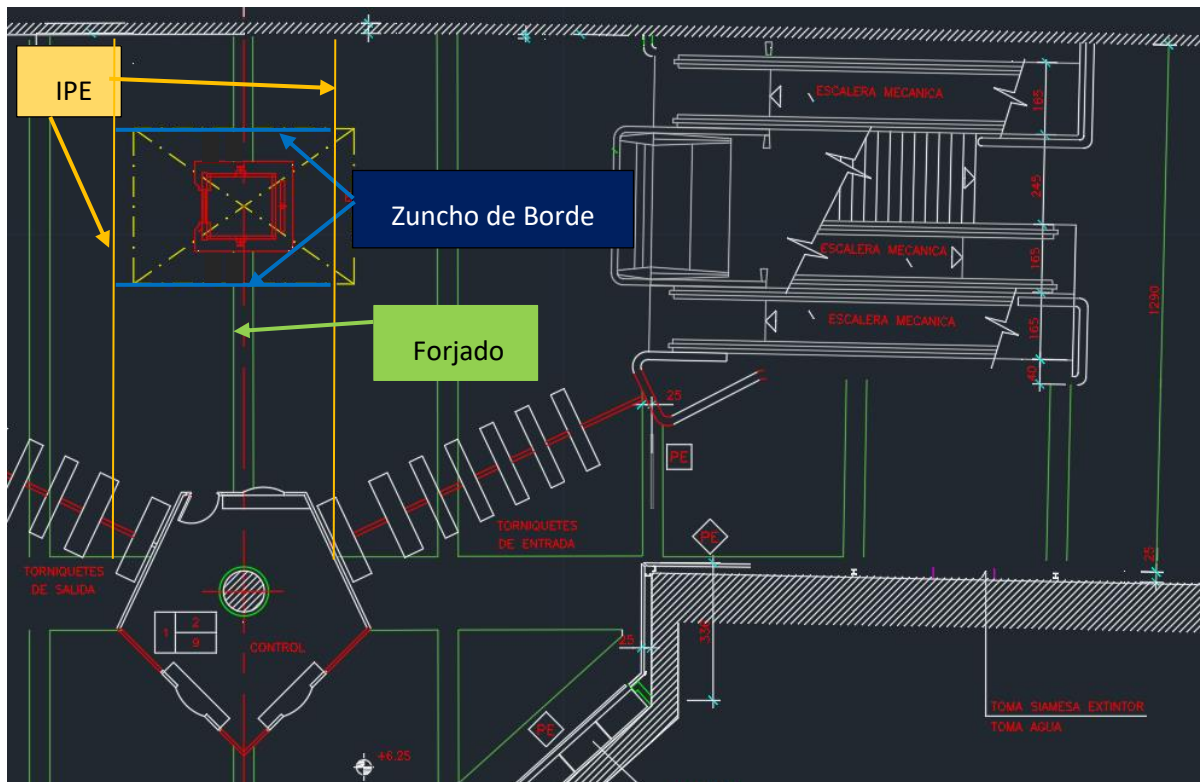 IPE
ESCALERA MECANICA
165
245
Zuncho de Borde
ESCALERA MECANICA
165
1290
ESCALERA MECANICA
165
Forjado
40
25
PE
TORNIQUETES
DE ENTRADA
PE
25
TORNIQUETES
DE SALIDA
1
2
9
CONTROL
25
336
PE
TOMA SIAMESA EXTINTOR
TOMA AGUA
+6.25